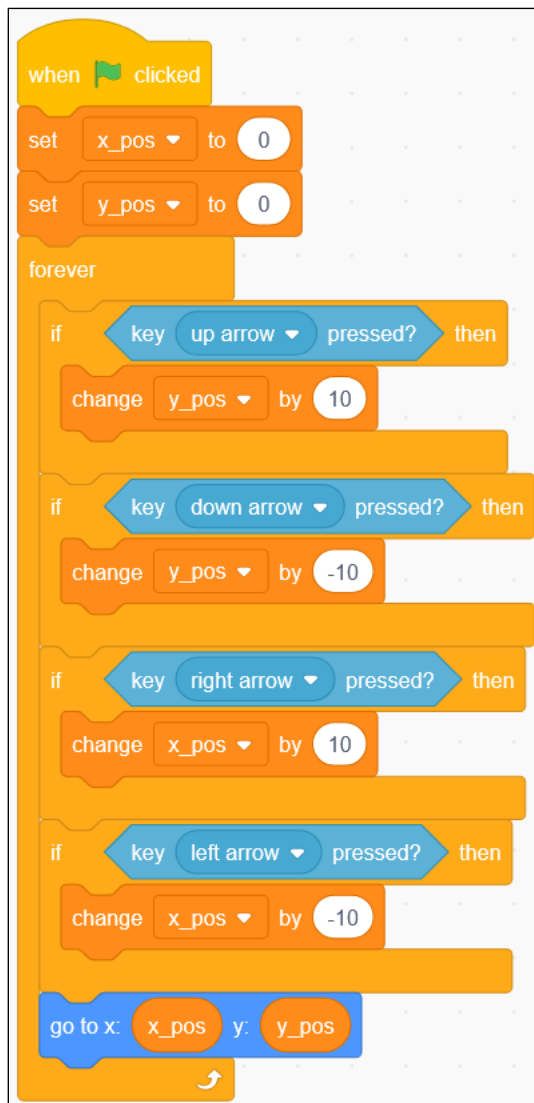 when clicked
set x_pos to 0
set y_pos to 0
forever
if key up arrow pressed? then
change y_pos by 10
if key down arrow pressed? then
change y_pos by -10
if key right arrow pressed? then
change x_pos by 10
if key left arrow pressed? then
change x_pos by -10
go to x: x_pos y: y_pos